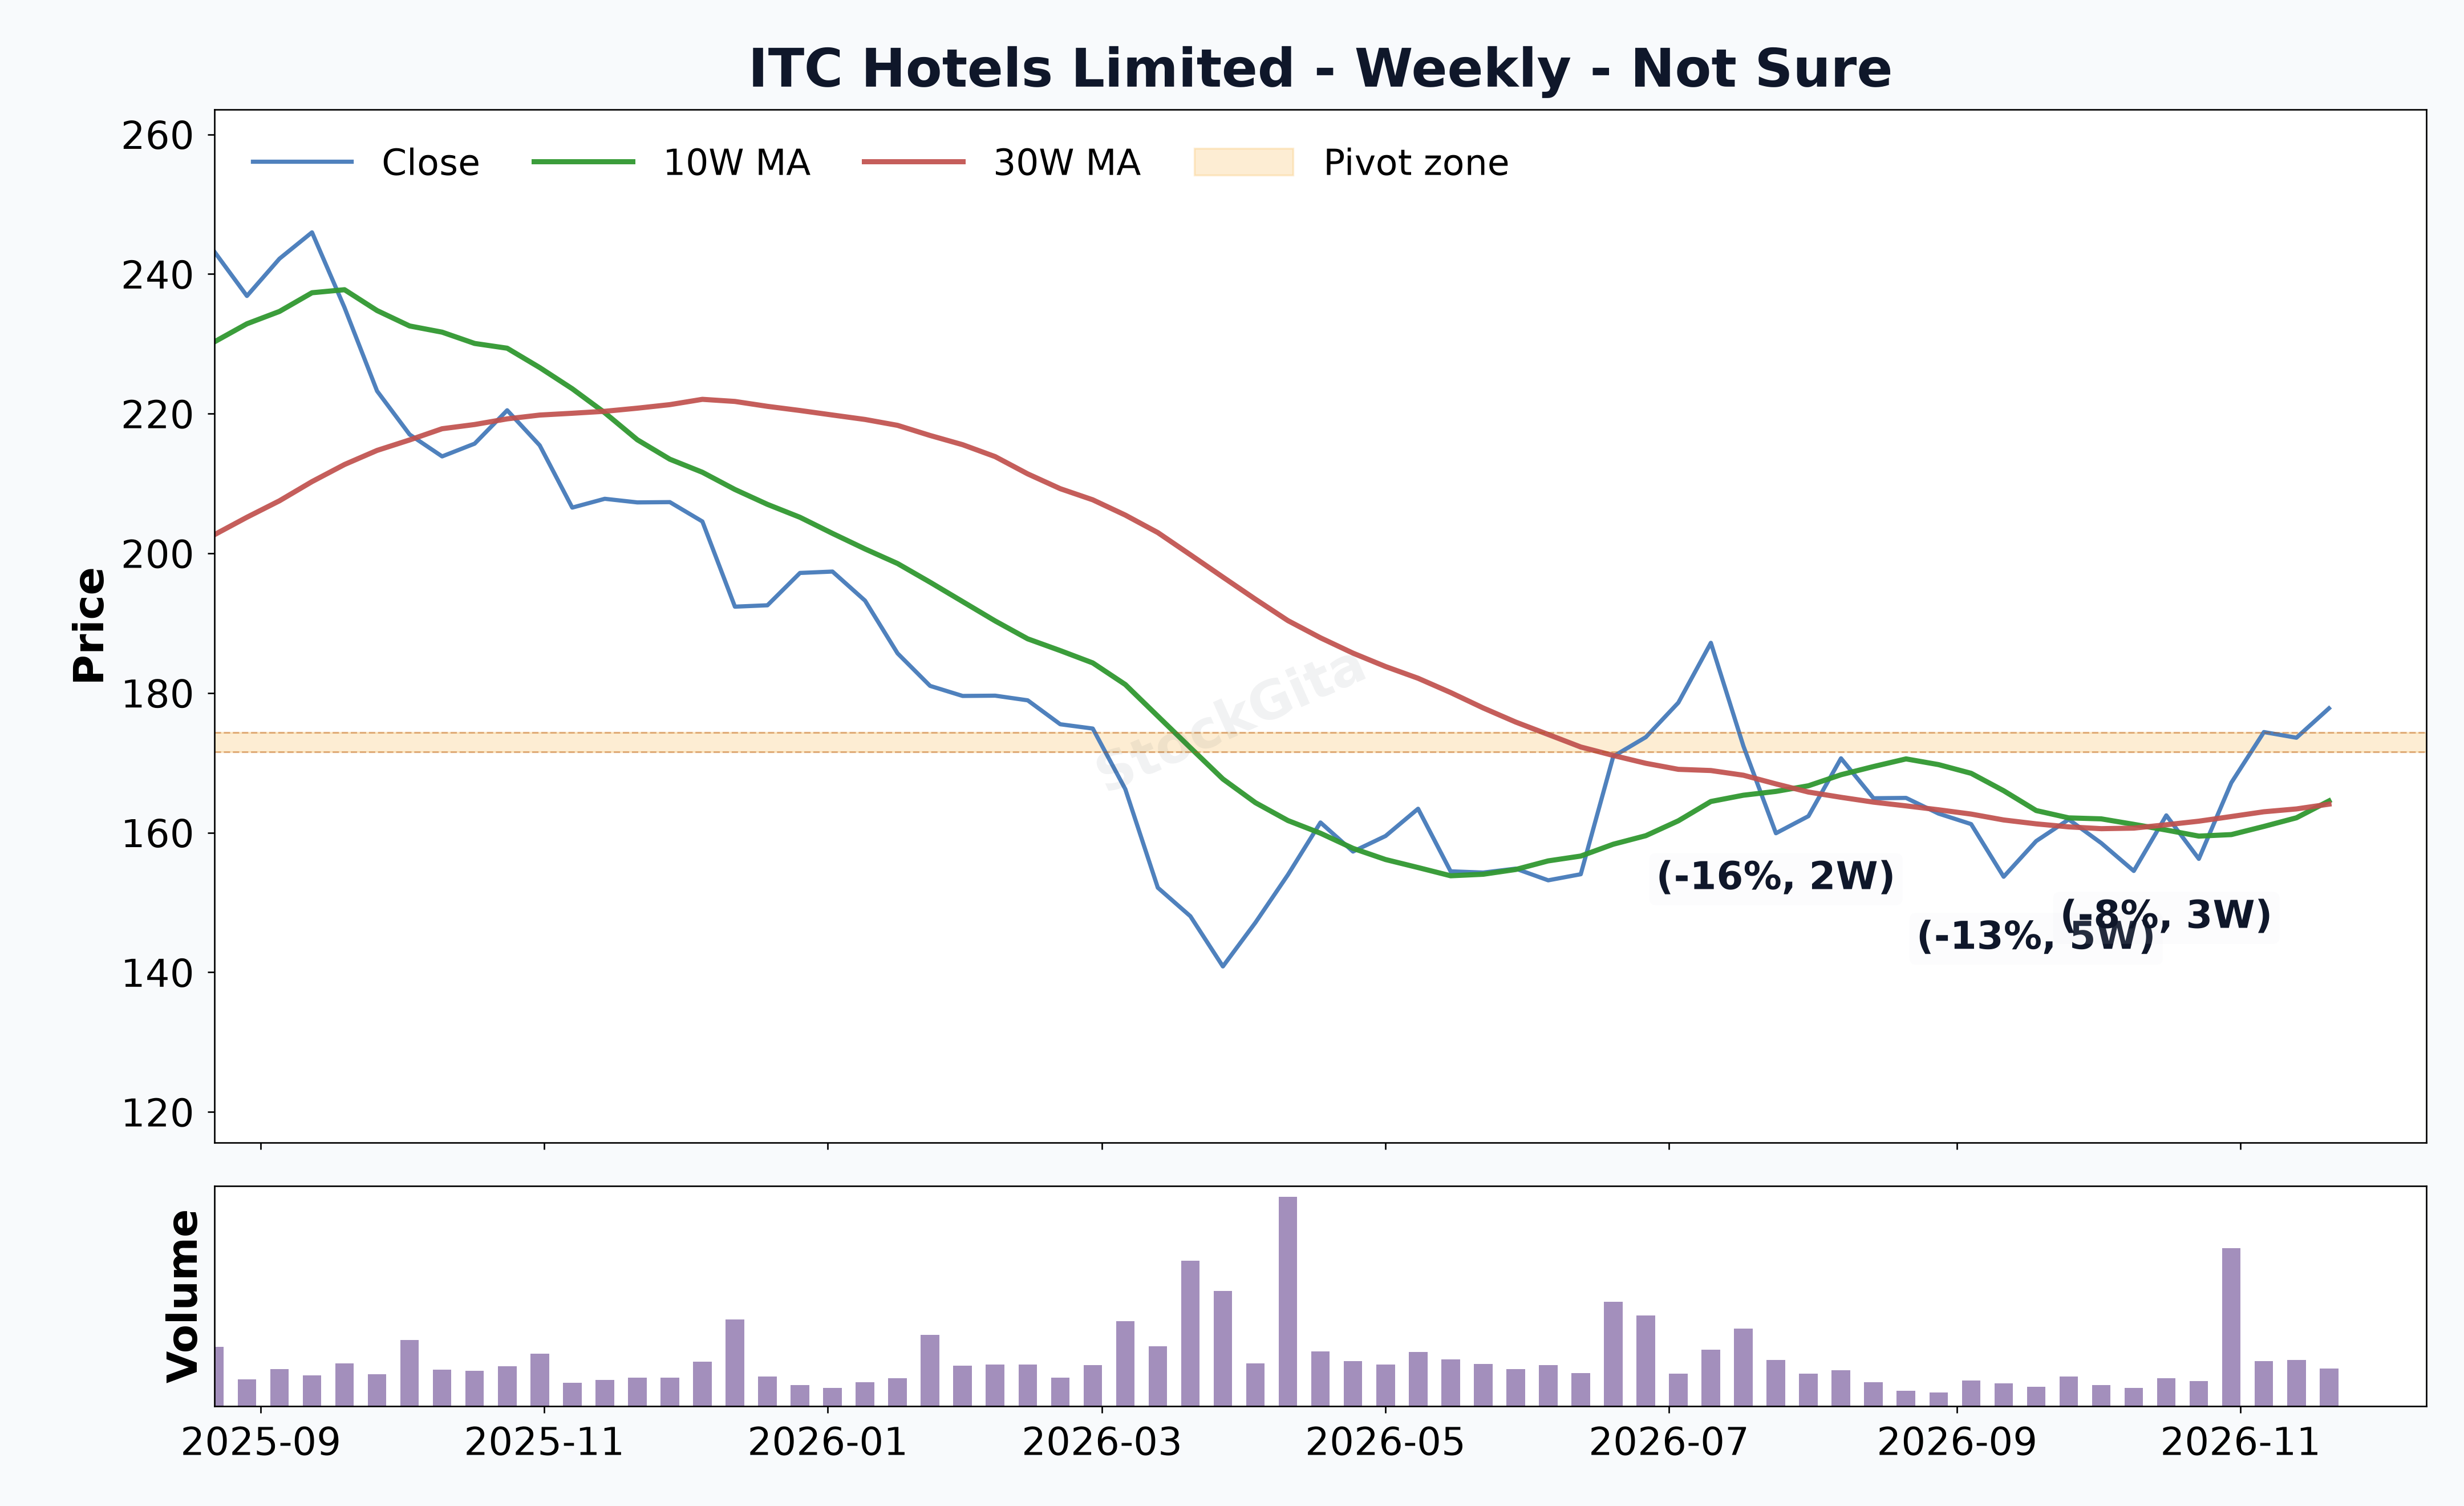 ITC Hotels Limited - Weekly - Not Sure
Close 10W MA 30W MA Pivot zone
260
240
220
200
180
160
140
120
Price
StockGita
(-16%, 2W)
(-8%, 3W)
(-13%, 5W)
Volume
2025-09 2025-11 2026-01 2026-03 2026-05 2026-07 2026-09 2026-11